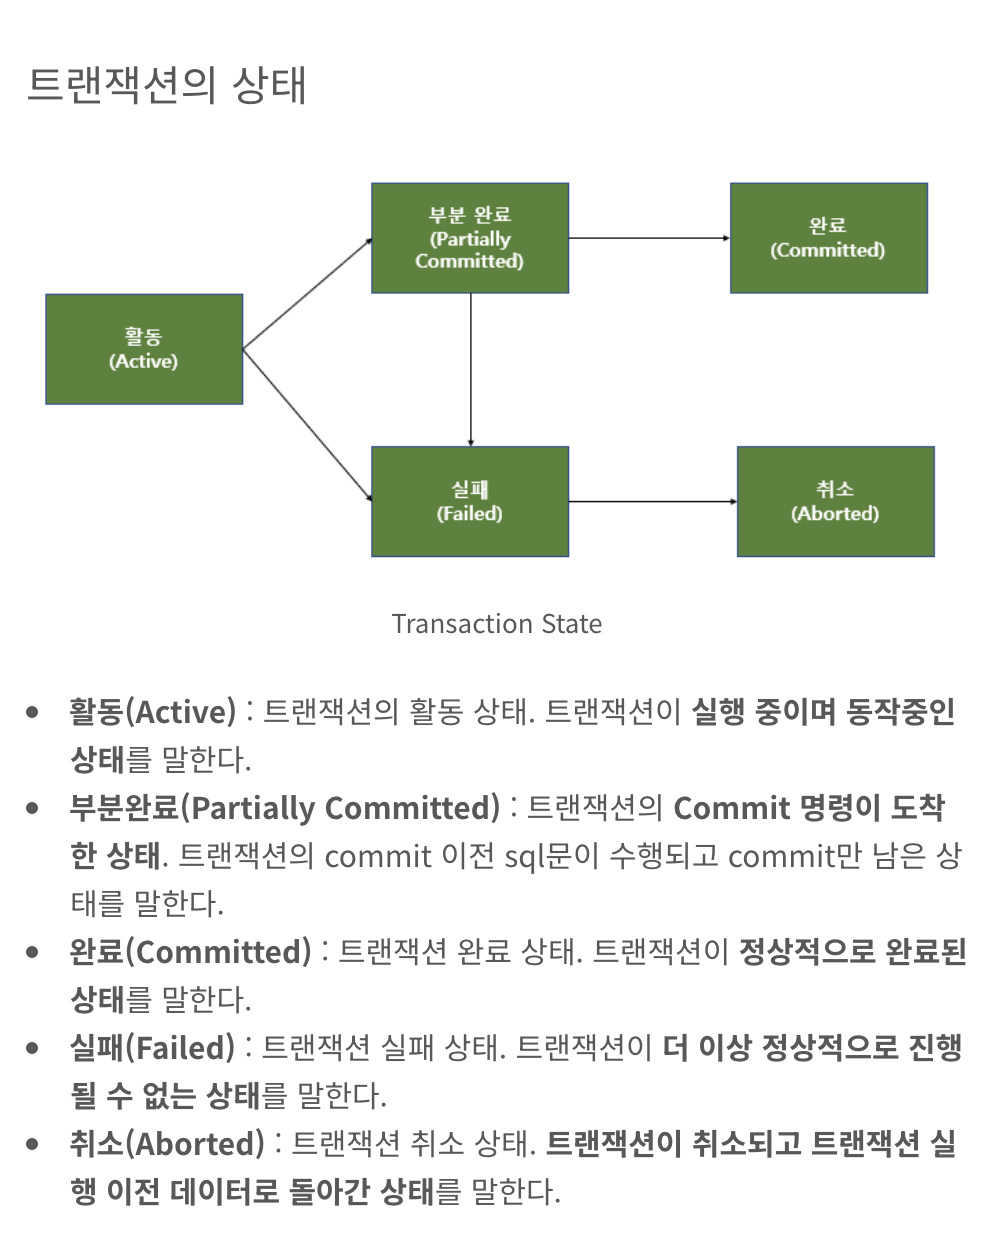 트랜잭션의 상태
부분 완료
(Partially
Committed)
완료
(Committed)
활동
(Active)
실패
(Failed)
취소
(Aborted)
Transaction State
• 활동(Active) : 트랜잭션의 활동 상태. 트랜잭션이 실행 중이며 동작중인
상태를 말한다.
• 부분완료(Partially Committed) : 트랜잭션의 Commit 명령이 도착
한 상태. 트랜잭션의 commit 이전 sql문이 수행되고 commit만 남은 상
태를 말한다.
• 완료(Committed) : 트랜잭션 완료 상태. 트랜잭션이 정상적으로 완료된
상태를 말한다.
• 실패(Failed) : 트랜잭션 실패 상태. 트랜잭션이 더 이상 정상적으로 진행
될 수 없는 상태를 말한다.
• 취소(Aborted) : 트랜잭션 취소 상태. 트랜잭션이 취소되고 트랜잭션 실
행 이전 데이터로 돌아간 상태를 말한다.